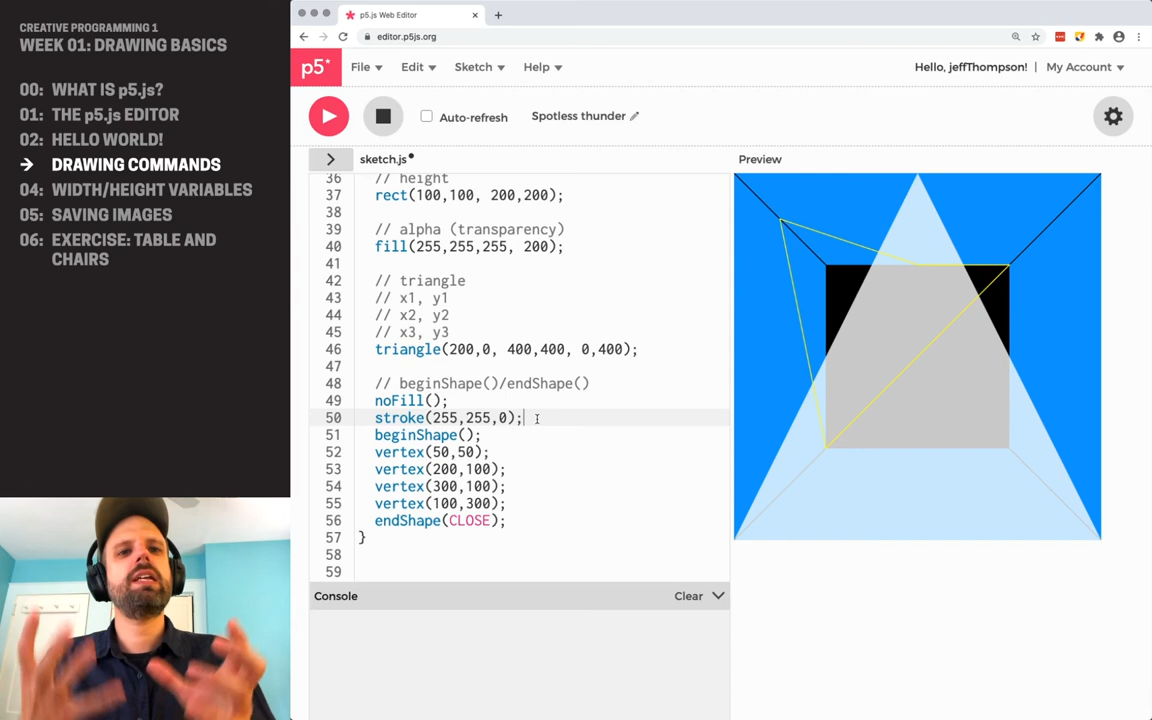 CREATIVE PROGRAMMING 1
WEEK 01: DRAWING BASICS
00: WHAT IS p5.js?
01: THE p5.js EDITOR
02: HELLO WORLD!
→ DRAWING COMMANDS
04: WIDTH/HEIGHT VARIABLES
05: SAVING IMAGES
06: EXERCISE: TABLE AND
CHAIRS
p5.js Web Editor
editor.p5js.org
p5* File Edit Sketch Help Hello, jeffThompson! My Account
Auto-refresh Spotless thunder
sketch.js
Preview
36 // height
37 rect(100,100, 200,200);
38
39 // alpha (transparency)
40 fill(255,255,255, 200);
41
42 // triangle
43 // x1, y1
44 // x2, y2
45 // x3, y3
46 triangle(200,0, 400,400, 0,400);
47
48 // beginShape()/endShape()
49 noFill();
50 stroke(255,255,0);
51 beginShape();
52 vertex(50,50);
53 vertex(200,100);
54 vertex(300,100);
55 vertex(100,300);
56 endShape(CLOSE);
57 }
58
59
Console Clear